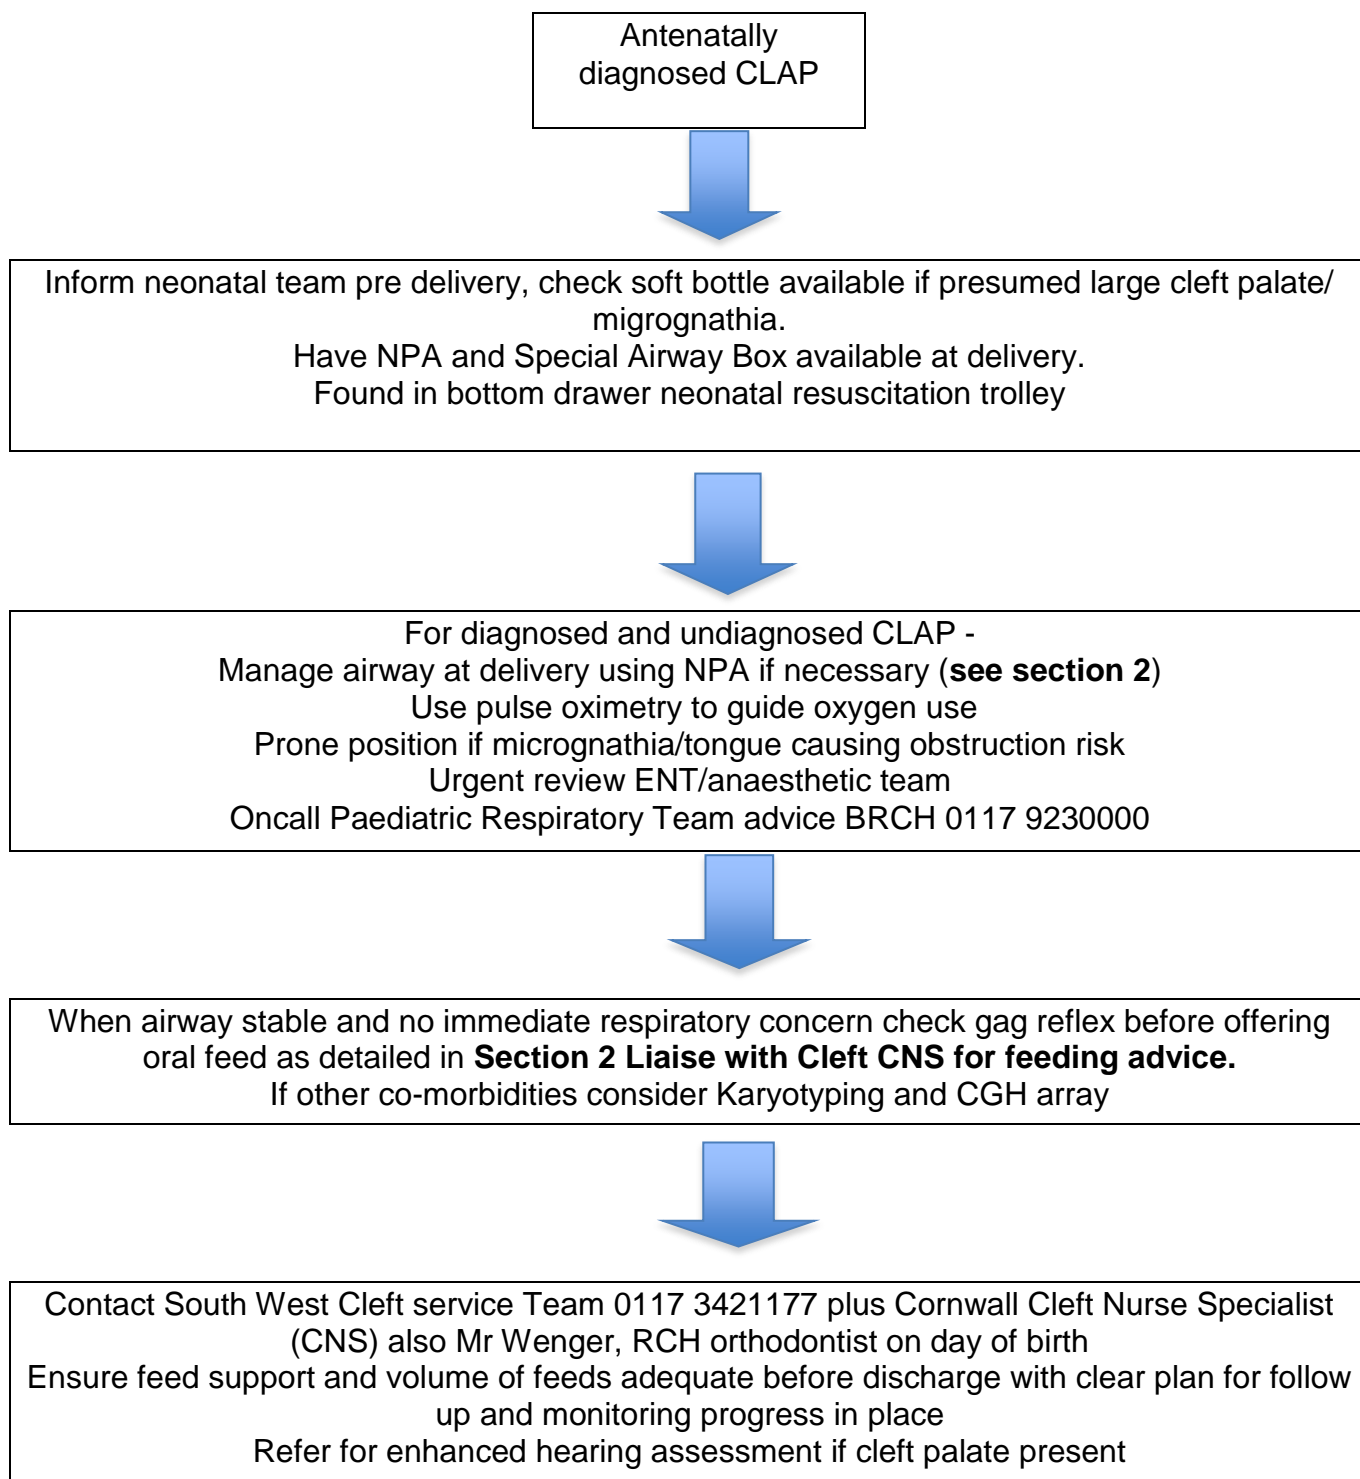 Antenatally
diagnosed CLAP
Inform neonatal team pre delivery, check soft bottle available if presumed large cleft palate/
migrognathia.
Have NPA and Special Airway Box available at delivery.
Found in bottom drawer neonatal resuscitation trolley
For diagnosed and undiagnosed CLAP -
Manage airway at delivery using NPA if necessary (see section 2)
Use pulse oximetry to guide oxygen use
Prone position if micrognathia/tongue causing obstruction risk
Urgent review ENT/anaesthetic team
Oncall Paediatric Respiratory Team advice BRCH 0117 9230000
When airway stable and no immediate respiratory concern check gag reflex before offering
oral feed as detailed in Section 2 Liaise with Cleft CNS for feeding advice.
If other co-morbidities consider Karyotyping and CGH array
Contact South West Cleft service Team 0117 3421177 plus Cornwall Cleft Nurse Specialist
(CNS) also Mr Wenger, RCH orthodontist on day of birth
Ensure feed support and volume of feeds adequate before discharge with clear plan for follow
up and monitoring progress in place
Refer for enhanced hearing assessment if cleft palate present